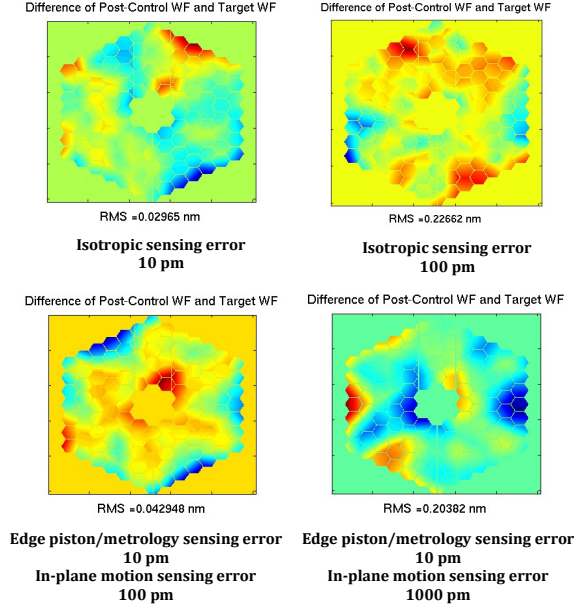 Difference of Post-Control WF and Target WF
Difference of Post-Control WF and Target WF
RMS =0.02965 nm
RMS =0.22662 nm
Isotropic sensing error
10 pm
Isotropic sensing error
100 pm
Difference of Post-Control WF and Target WF
Difference of Post-Control WF and Target WF
RMS =0.042948 nm
RMS =0.20382 nm
Edge piston/metrology sensing error
10 pm
In-plane motion sensing error
100 pm
Edge piston/metrology sensing error
10 pm
In-plane motion sensing error
1000 pm